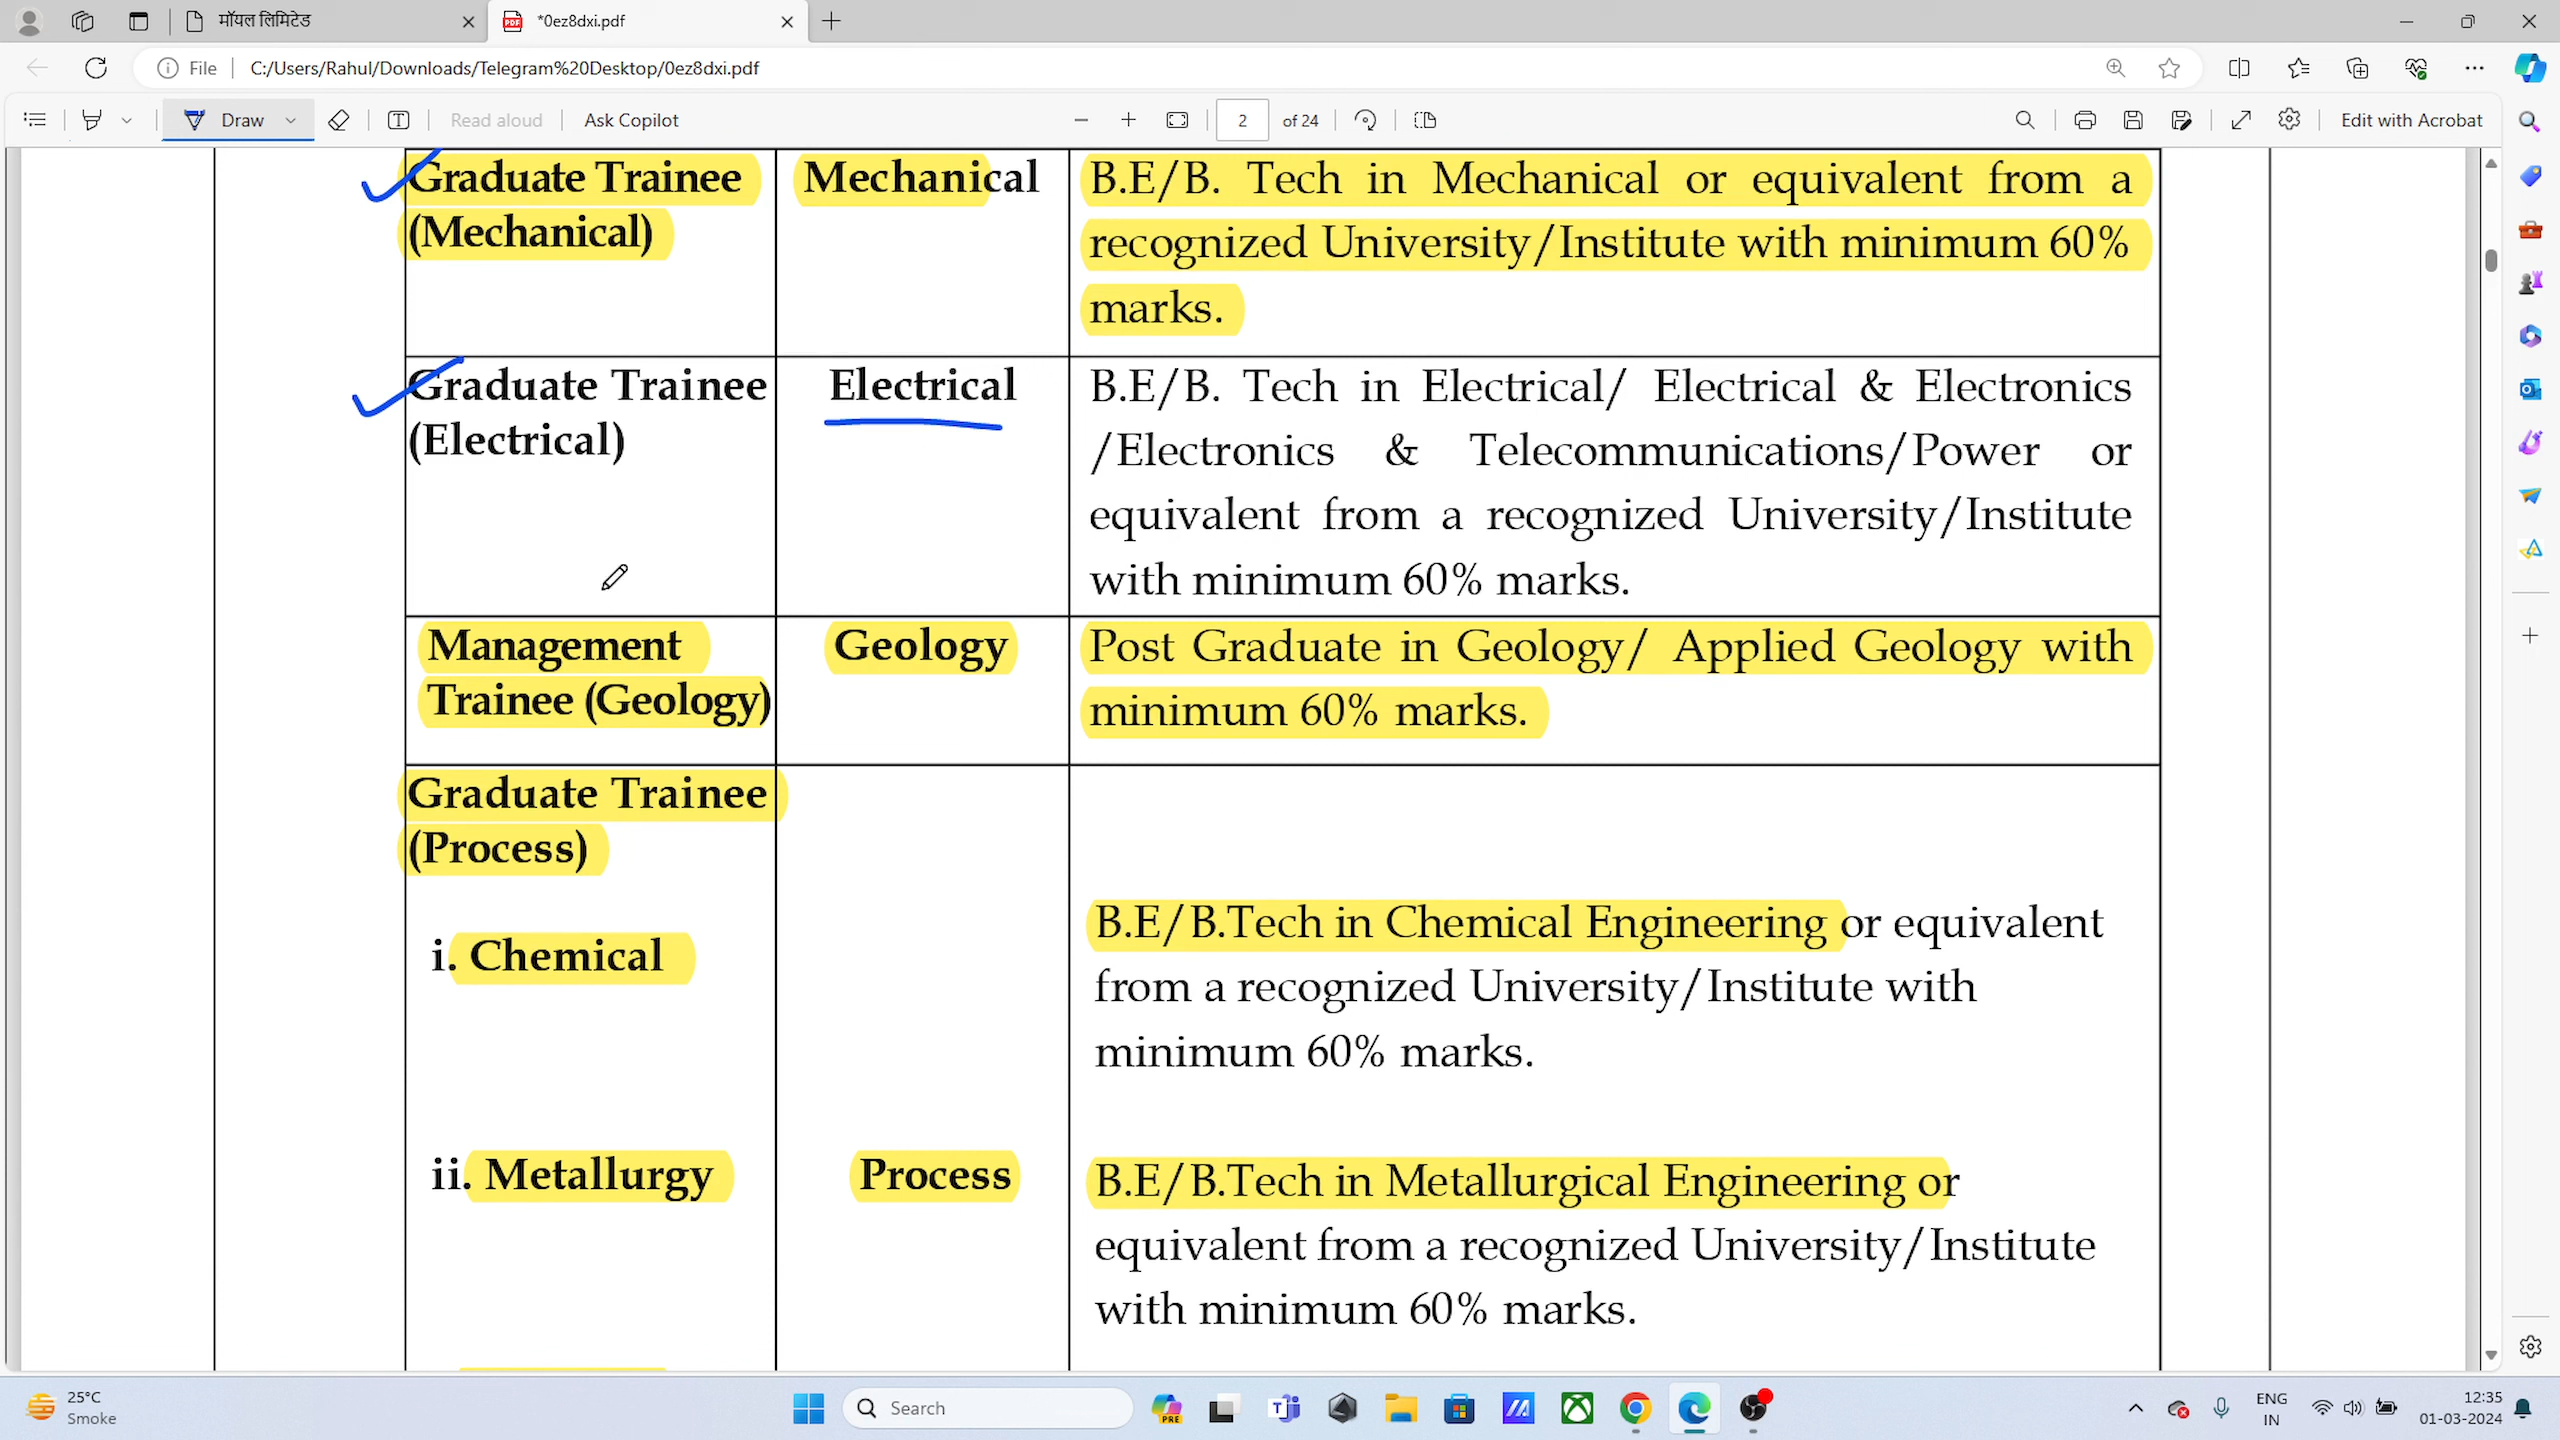 मॉयल लिमिटेड
*0ez8dxi.pdf
File
C:/Users/Rahul/Downloads/Telegram%20Desktop/0ez8dxi.pdf
Draw
Read aloud
Ask Copilot
2 of 24
Edit with Acrobat
Graduate Trainee
(Mechanical)
Mechanical
B.E/B. Tech in Mechanical or equivalent from a
recognized University/Institute with minimum 60%
marks.
Graduate Trainee
(Electrical)
Electrical
B.E/B. Tech in Electrical/ Electrical & Electronics
/Electronics & Telecommunications/Power or
equivalent from a recognized University/Institute
with minimum 60% marks.
Management
Trainee (Geology)
Geology
Post Graduate in Geology/ Applied Geology with
minimum 60% marks.
Graduate Trainee
(Process)
i. Chemical
B.E/B.Tech in Chemical Engineering or equivalent
from a recognized University/Institute with
minimum 60% marks.
ii. Metallurgy
Process
B.E/B.Tech in Metallurgical Engineering or
equivalent from a recognized University/Institute
with minimum 60% marks.
25°C
Smoke
Search
PRE
ENG
IN
12:35
01-03-2024